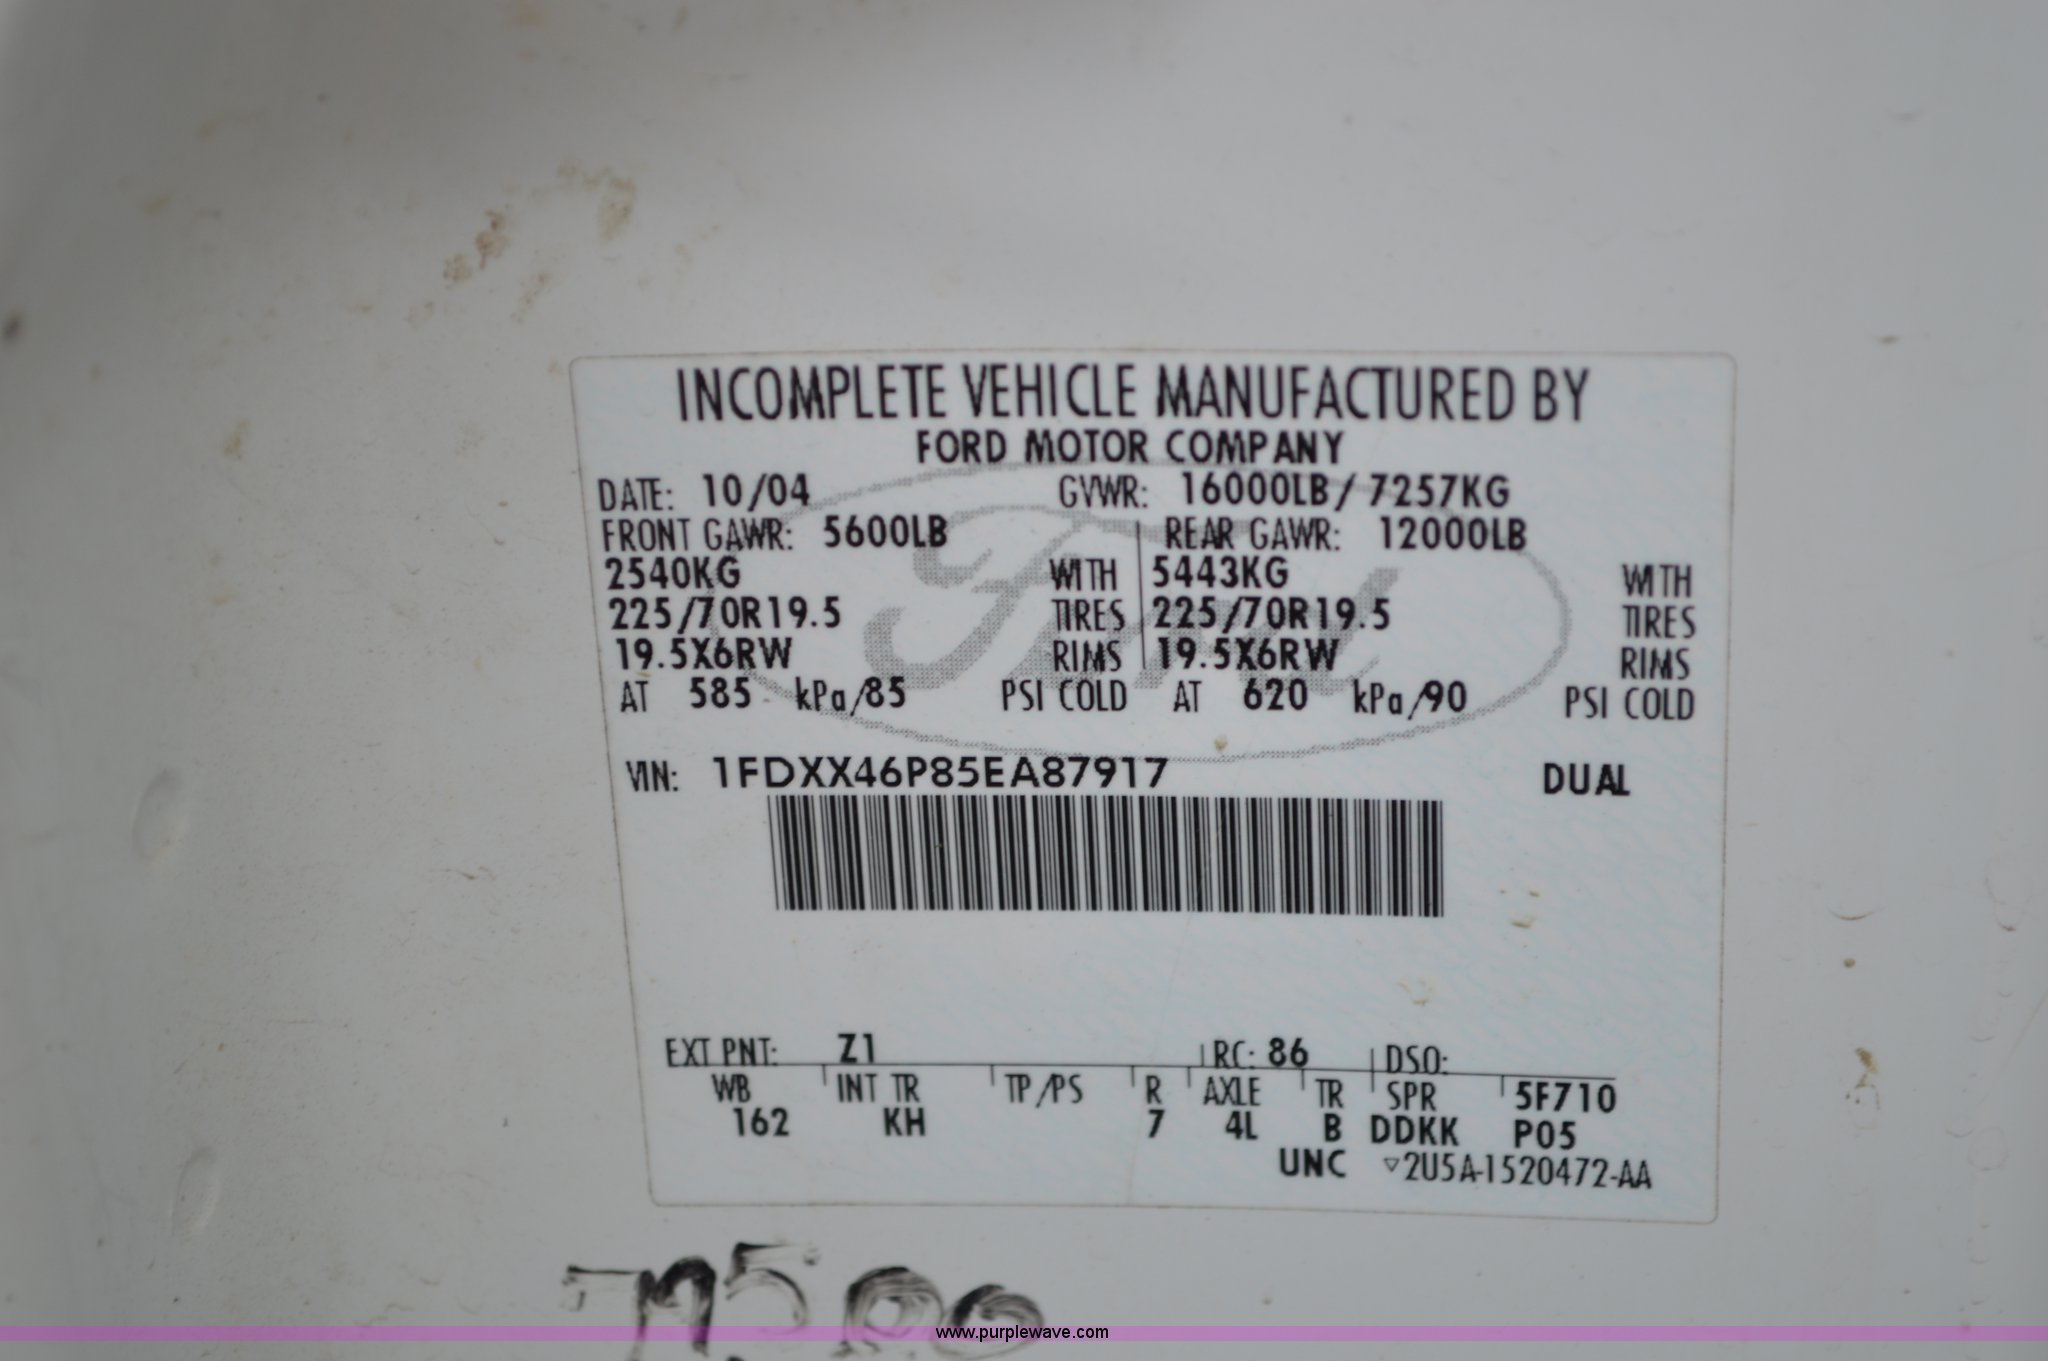 INCOMPLETE VEHICLE MANUFACTURED BY
FORD MOTOR COMPANY
DATE: 10/04 GVWR: 16000LB/ 7257KG
FRONT GAWR: 5600LB REAR GAWR: 12000LB
2540KG WITH 5443KG WITH
225/70R19.5 TIRES 225/70R19.5 TIRES
19.5X6RW RIMS 19.5X6RW RIMS
AT 585 kPa/85 PSI COLD AT 620 kPa/90 PSI COLD
Ford
VIN: 1FDXX46P85EA87917 DUAL
EXT PNT: Z1 RC: 86 DSO:
WB INT TR TP/PS R AXLE TR SPR 5F710
162 KH 7 4L B DDKK P05
UNC ▽2U5A-1520472-AA
www.purplewave.com